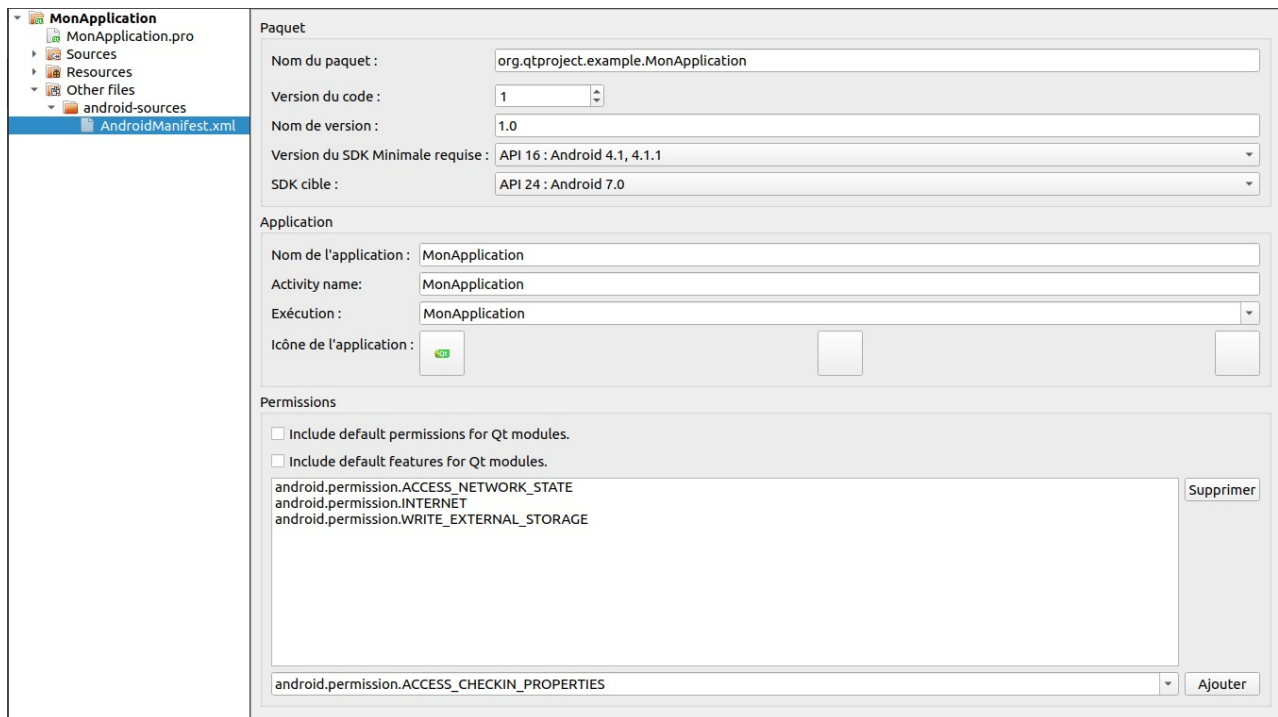 MonApplication
MonApplication.pro
Sources
Resources
Other files
android-sources
AndroidManifest.xml
Paquet
Nom du paquet : org.qtproject.example.MonApplication
Version du code : 1
Nom de version : 1.0
Version du SDK Minimale requise : API 16 : Android 4.1, 4.1.1
SDK cible : API 24 : Android 7.0
Application
Nom de l'application : MonApplication
Activity name: MonApplication
Exécution : MonApplication
Icône de l'application : Qt
Permissions
Include default permissions for Qt modules.
Include default features for Qt modules.
android.permission.ACCESS_NETWORK_STATE
android.permission.INTERNET
android.permission.WRITE_EXTERNAL_STORAGE
Supprimer
android.permission.ACCESS_CHECKIN_PROPERTIES Ajouter